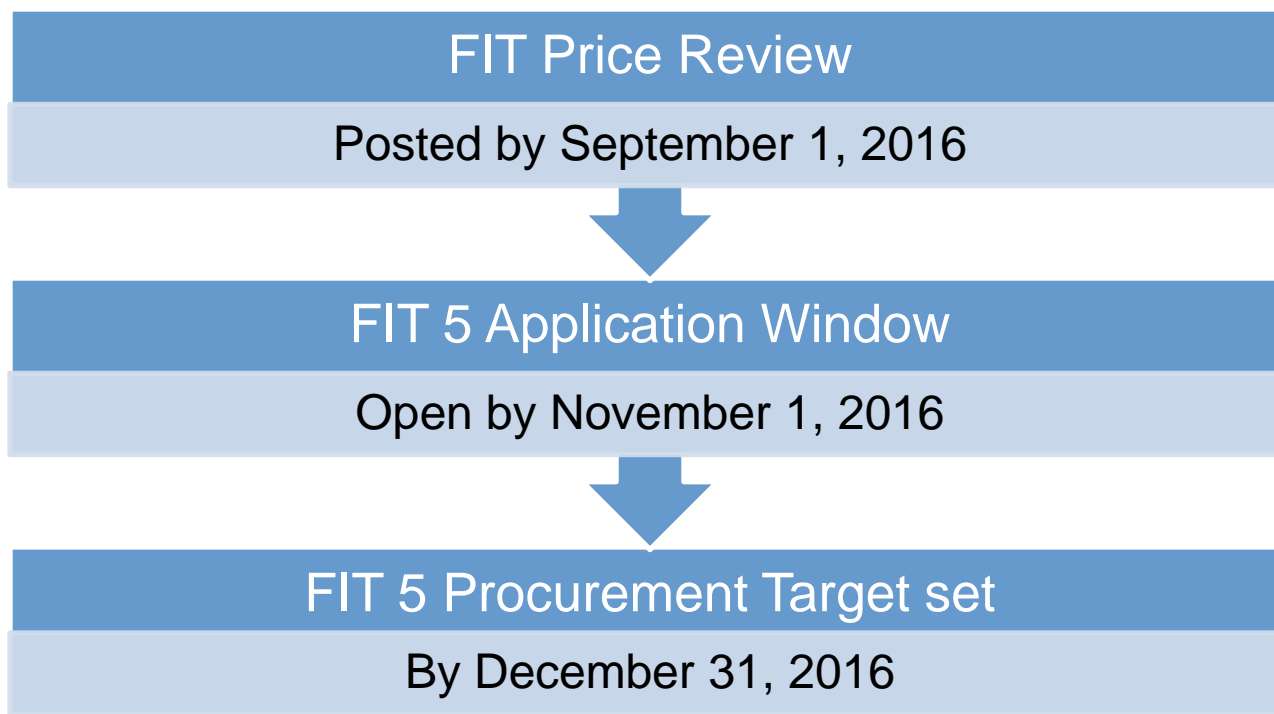 FIT Price Review
Posted by September 1, 2016
FIT 5 Application Window
Open by November 1, 2016
FIT 5 Procurement Target set
By December 31, 2016